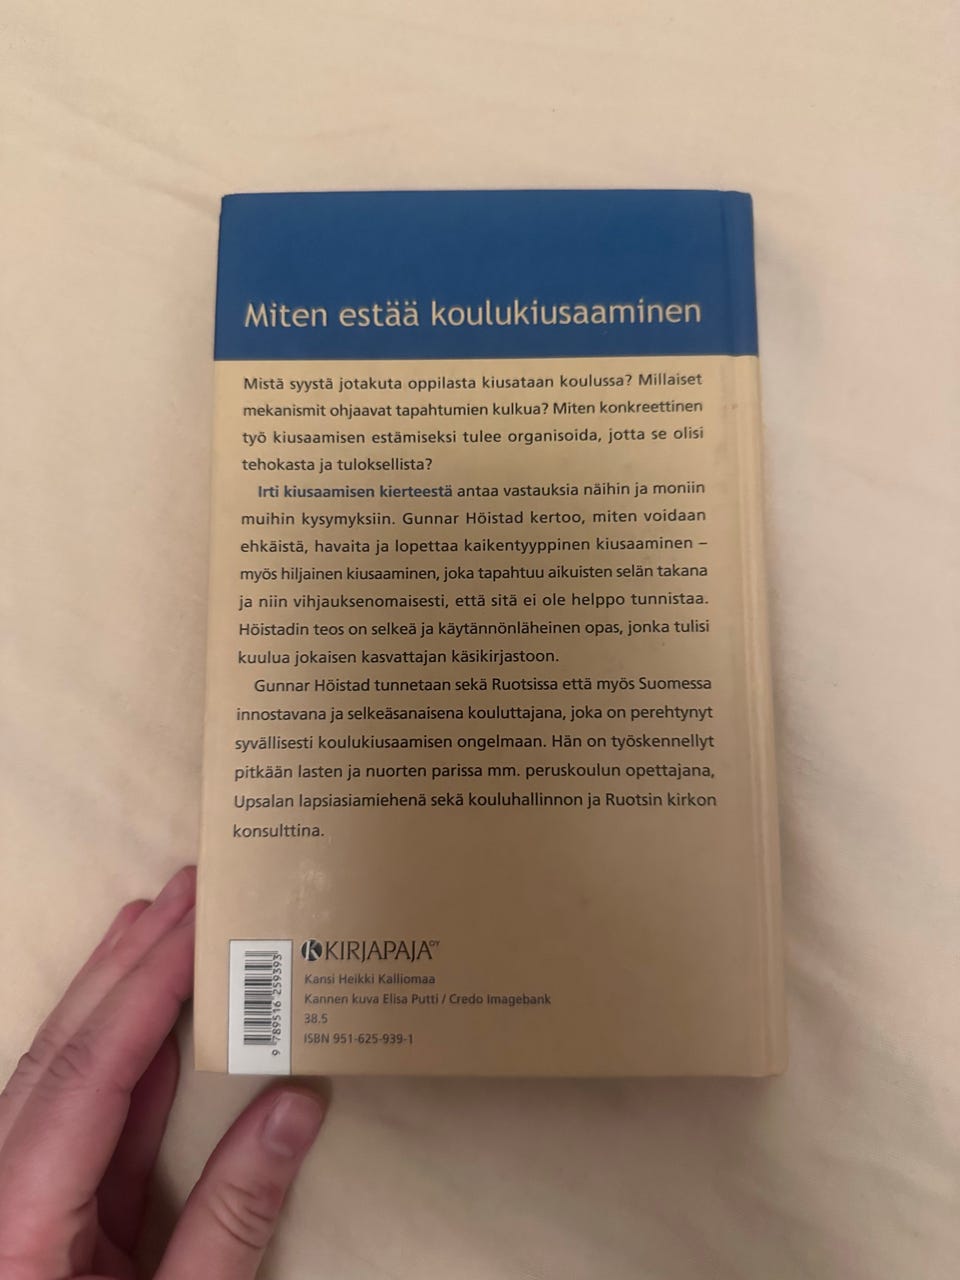 Miten estää koulukiusaaminen
Mistä syystä jotakuta oppilasta kiusataan koulussa? Millaiset
mekanismit ohjaavat tapahtumien kulkua? Miten konkreettinen
työ kiusaamisen estämiseksi tulee organisoida, jotta se olisi
tehokasta ja tuloksellista?
Irti kiusaamisen kierteestä antaa vastauksia näihin ja moniin
muihin kysymyksiin. Gunnar Höistad kertoo, miten voidaan
ehkäistä, havaita ja lopettaa kaikentyyppinen kiusaaminen –
myös hiljainen kiusaaminen, joka tapahtuu aikuisten selän takana
ja niin vihjauksenomaisesti, että sitä ei ole helppo tunnistaa.
Höistadin teos on selkeä ja käytännönläheinen opas, jonka tulisi
kuulua jokaisen kasvattajan käsikirjastoon.
Gunnar Höistad tunnetaan sekä Ruotsissa että myös Suomessa
innostavana ja selkeäsanaisena kouluttajana, joka on perehtynyt
syvällisesti koulukiusaamisen ongelmaan. Hän on työskennellyt
pitkään lasten ja nuorten parissa mm. peruskoulun opettajana,
Upsalan lapsiasiamiehenä sekä kouluhallinnon ja Ruotsin kirkon
konsulttina.
KIRJAPAJA OY
Kansi Heikki Kalliomaa
Kannen kuva Elisa Putti / Credo Imagebank
38.5
ISBN 951-625-939-1
9 789516 259393